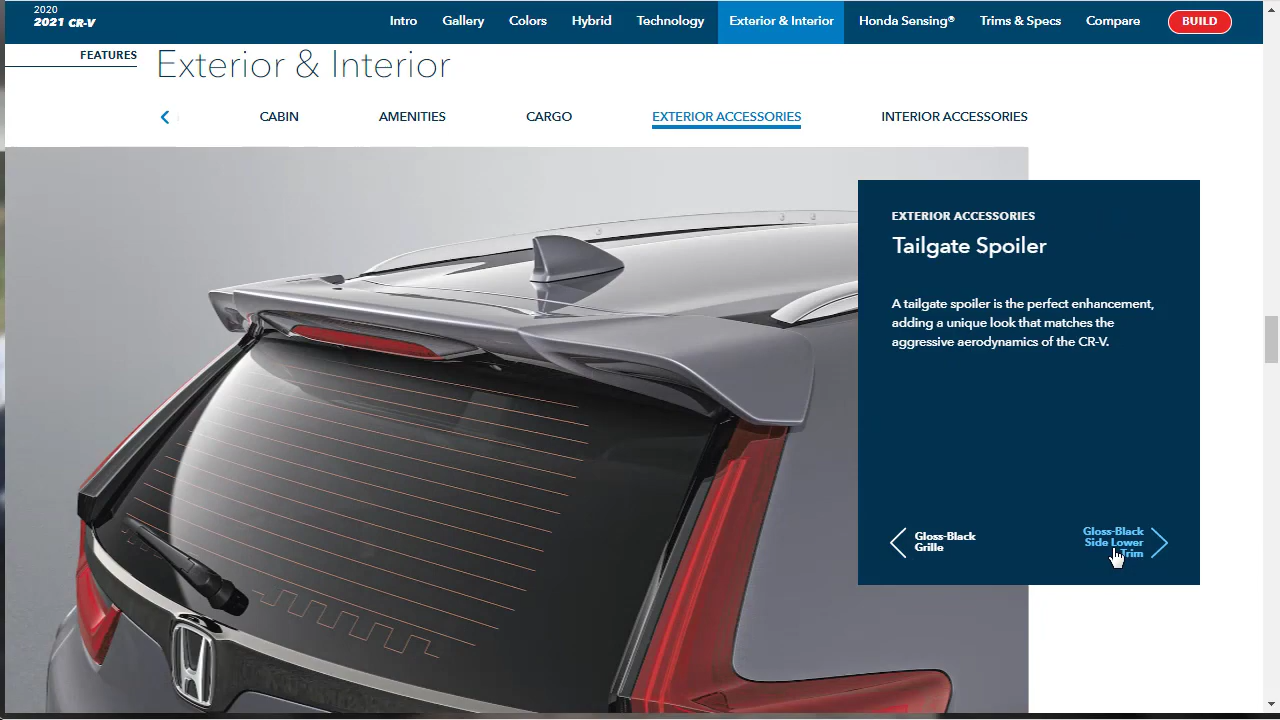 2020
2021 CR-V
Intro
Gallery
Colors
Hybrid
Technology
Exterior & Interior
Honda Sensing®
Trims & Specs
Compare
BUILD
FEATURES
Exterior & Interior
CABIN
AMENITIES
CARGO
EXTERIOR ACCESSORIES
INTERIOR ACCESSORIES
EXTERIOR ACCESSORIES
Tailgate Spoiler
A tailgate spoiler is the perfect enhancement,
adding a unique look that matches the
aggressive aerodynamics of the CR-V.
Gloss-Black
Grille
Gloss-Black
Side Lower
Trim